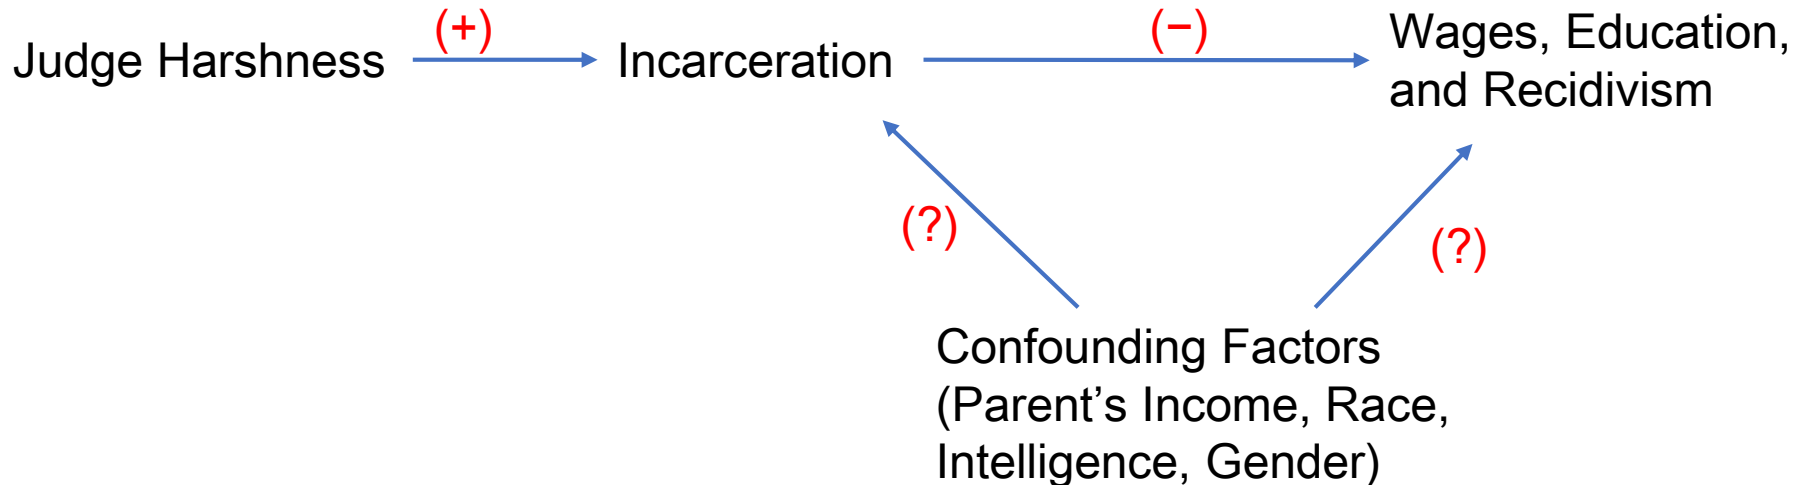 Judge Harshness
(+)
Incarceration
(−)
Wages, Education,
and Recidivism
(?)
(?)
Confounding Factors
(Parent’s Income, Race,
Intelligence, Gender)